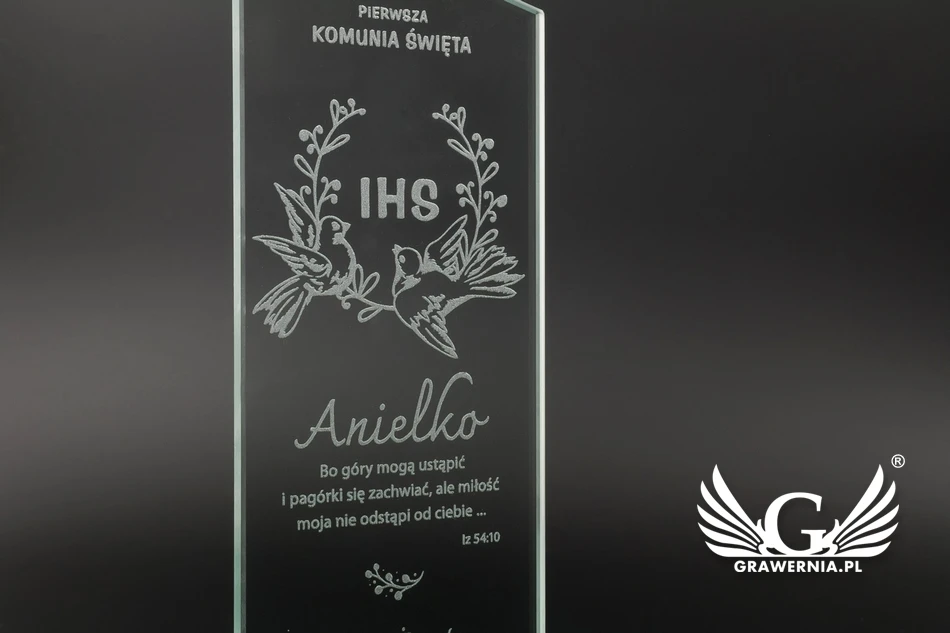 PIERWSZA
KOMUNIA ŚWIĘTA
IHS
Anielko
Bo góry mogą ustąpić
i pagórki się zachwiać, ale miłość
moja nie odstąpi od ciebie ...
Iz 54:10
G
®
GRAWERNIA.PL